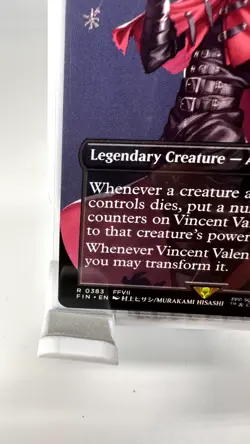 Legendary Creature —
Whenever a creature a
controls dies, put a nu
counters on Vincent Va
to that creature's power
Whenever Vincent Valen
you may transform it.
R 0383 FFVII
FIN • EN 村上ヒサシ/MURAKAMI HISASHI